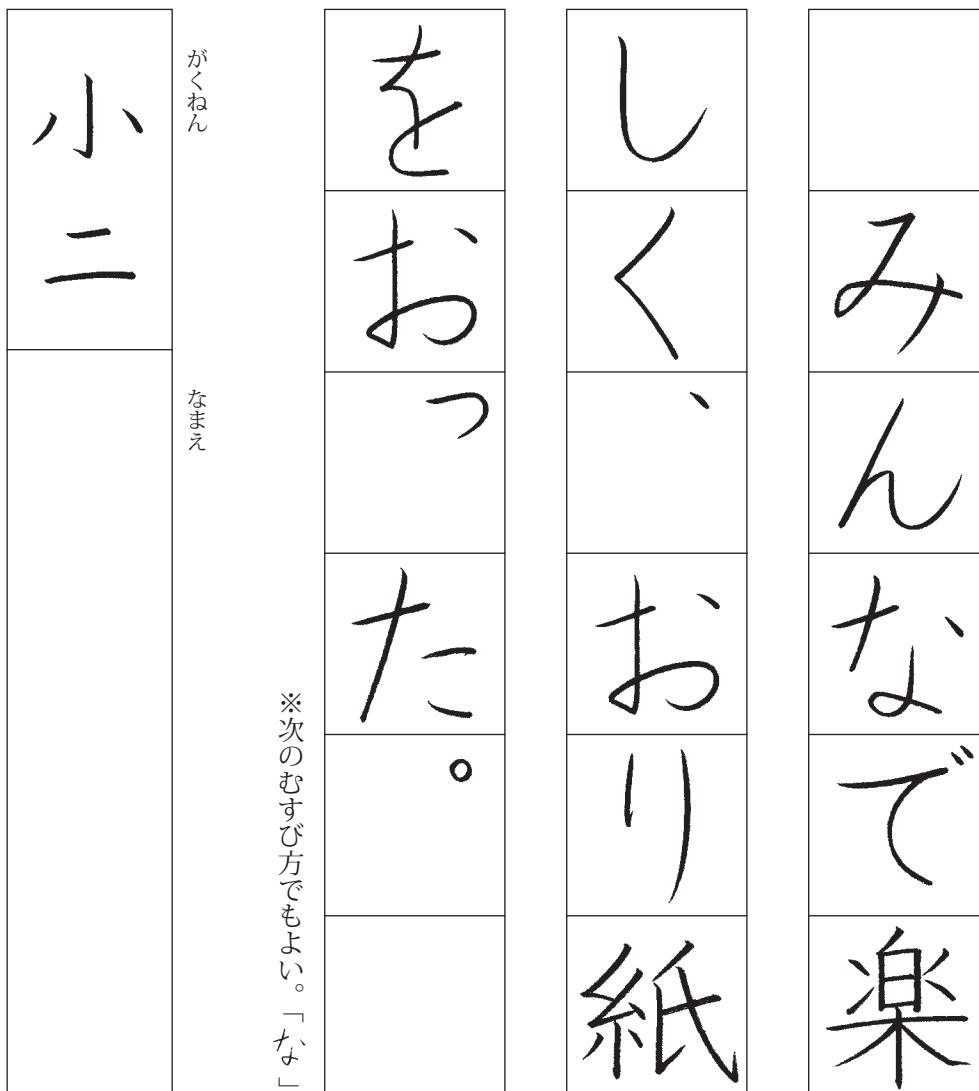 みんなで楽
しく、おり紙
をおった。
※次のむすび方でもよい。「な」
がくねん
なまえ
小二